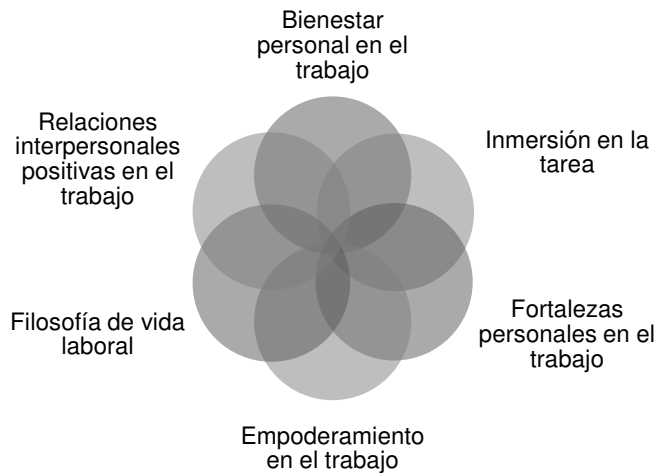 Bienestar
personal en el
trabajo
Inmersión en la
tarea
Fortalezas
personales en el
trabajo
Empoderamiento
en el trabajo
Filosofía de vida
laboral
Relaciones
interpersonales
positivas en el
trabajo